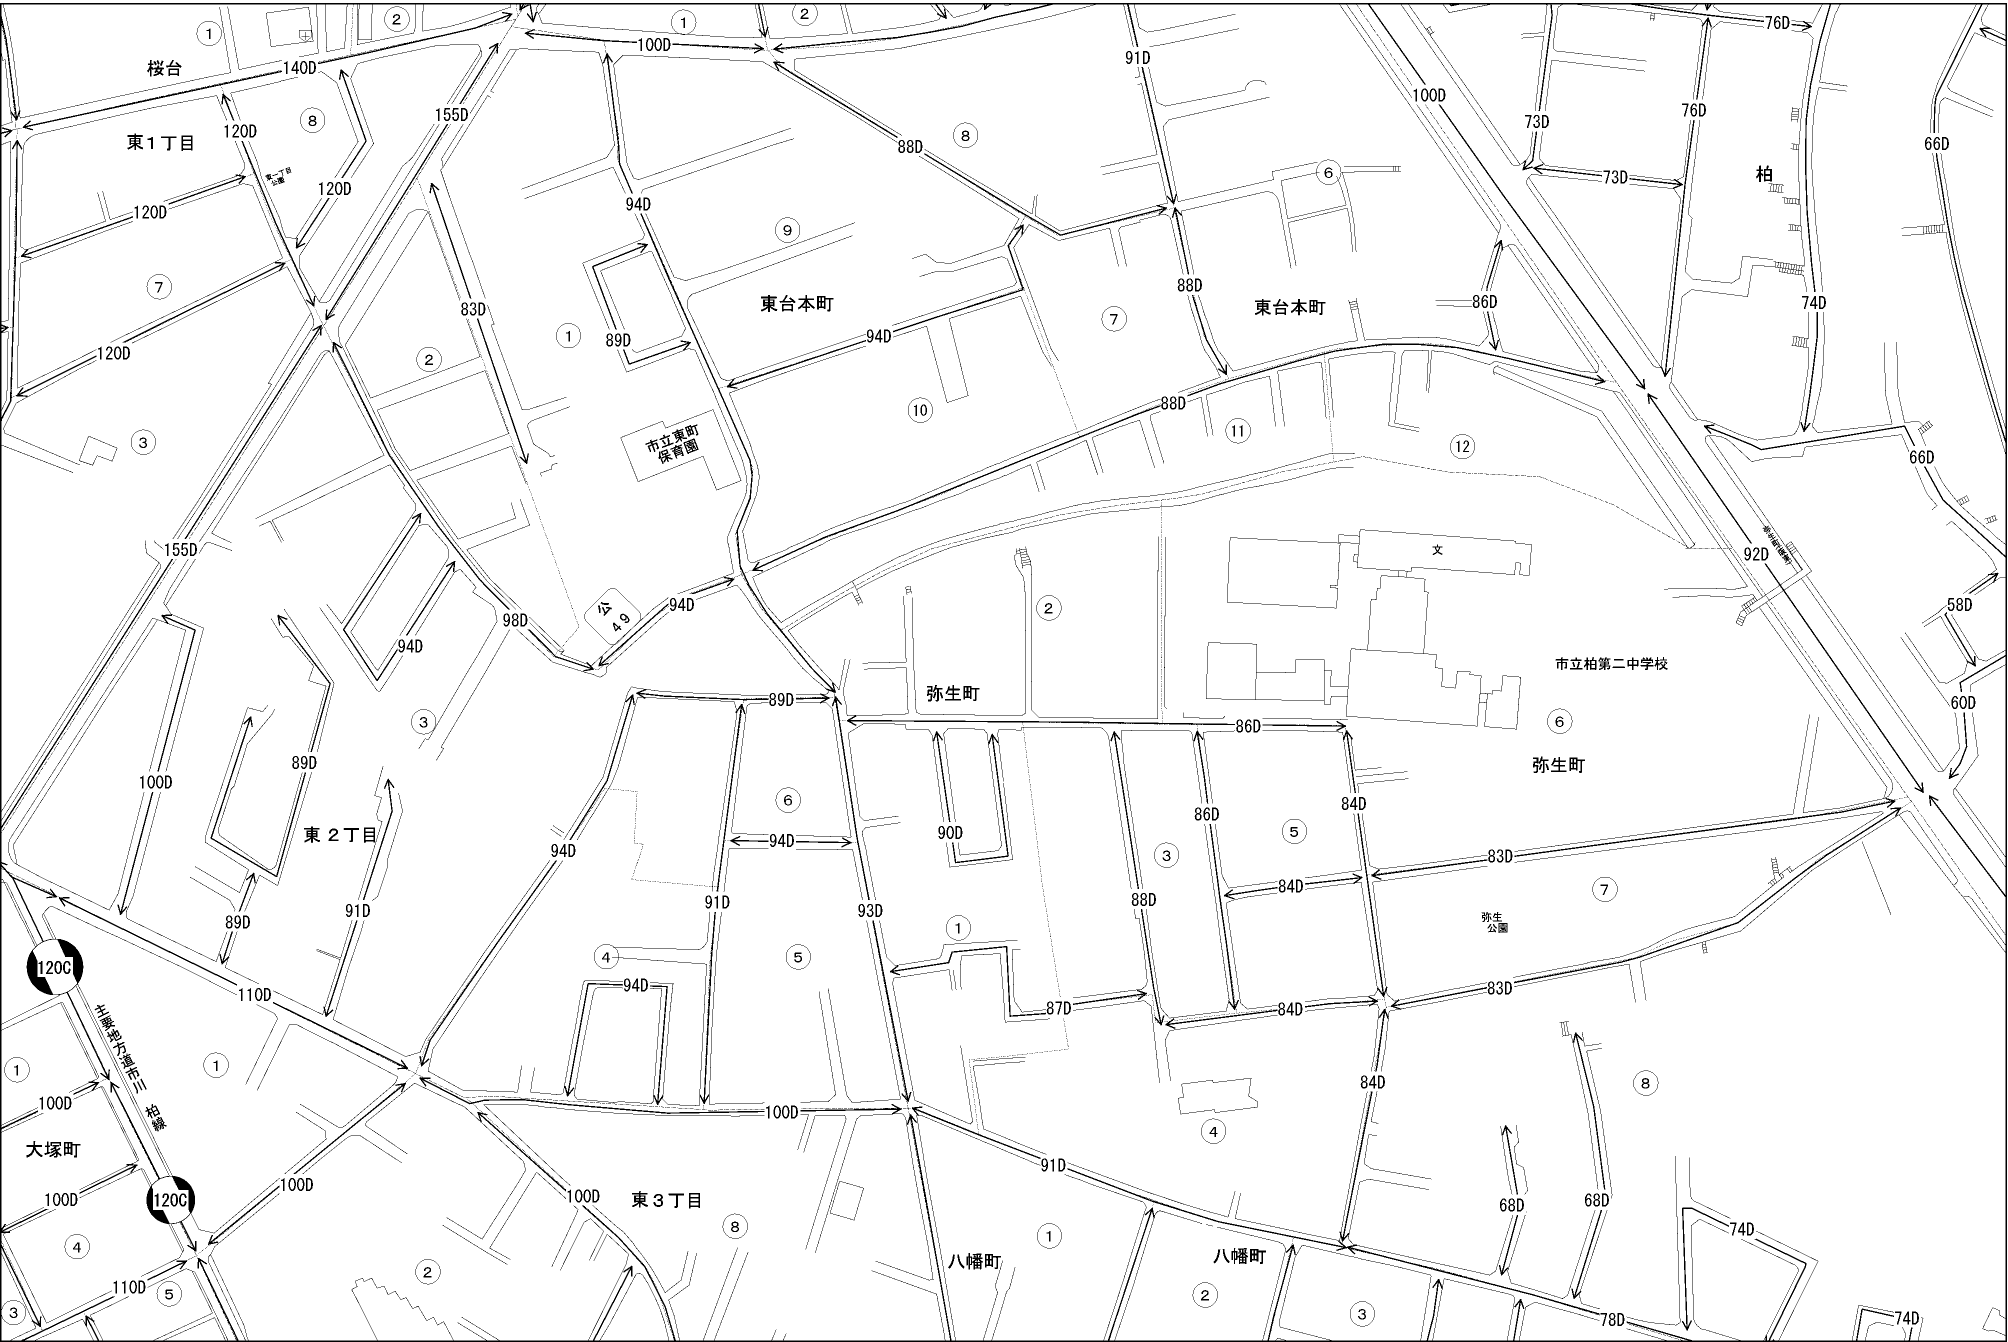 ①
②
①
②
76D
100D
91D
桜台
140D
100D
76D
120D
⑧
155D
73D
東1丁目
88D
⑧
66D
東一丁目
公園
120D
94D
⑥
73D
柏
120D
⑨
⑦
83D
東台本町
88D
東台本町
86D
74D
①
89D
94D
⑦
120D
②
88D
⑩
⑪
⑫
③
市立東町
保育園
66D
155D
文
92D
公
49
94D
②
58D
98D
94D
市立柏第二中学校
③
89D
弥生町
86D
⑥
60D
89D
弥生町
100D
⑥
84D
86D
東2丁目
90D
⑤
94D
94D
③
83D
84D
⑦
91D
91D
93D
88D
89D
①
弥生
公園
④
⑤
120C
94D
110D
87D
84D
83D
主要地方道市川 柏線
①
①
84D
⑧
100D
100D
大塚町
④
91D
100D
100D
100D
120C
東3丁目
68D
68D
⑧
①
74D
④
八幡町
八幡町
②
110D
⑤
②
③
③
78D
74D